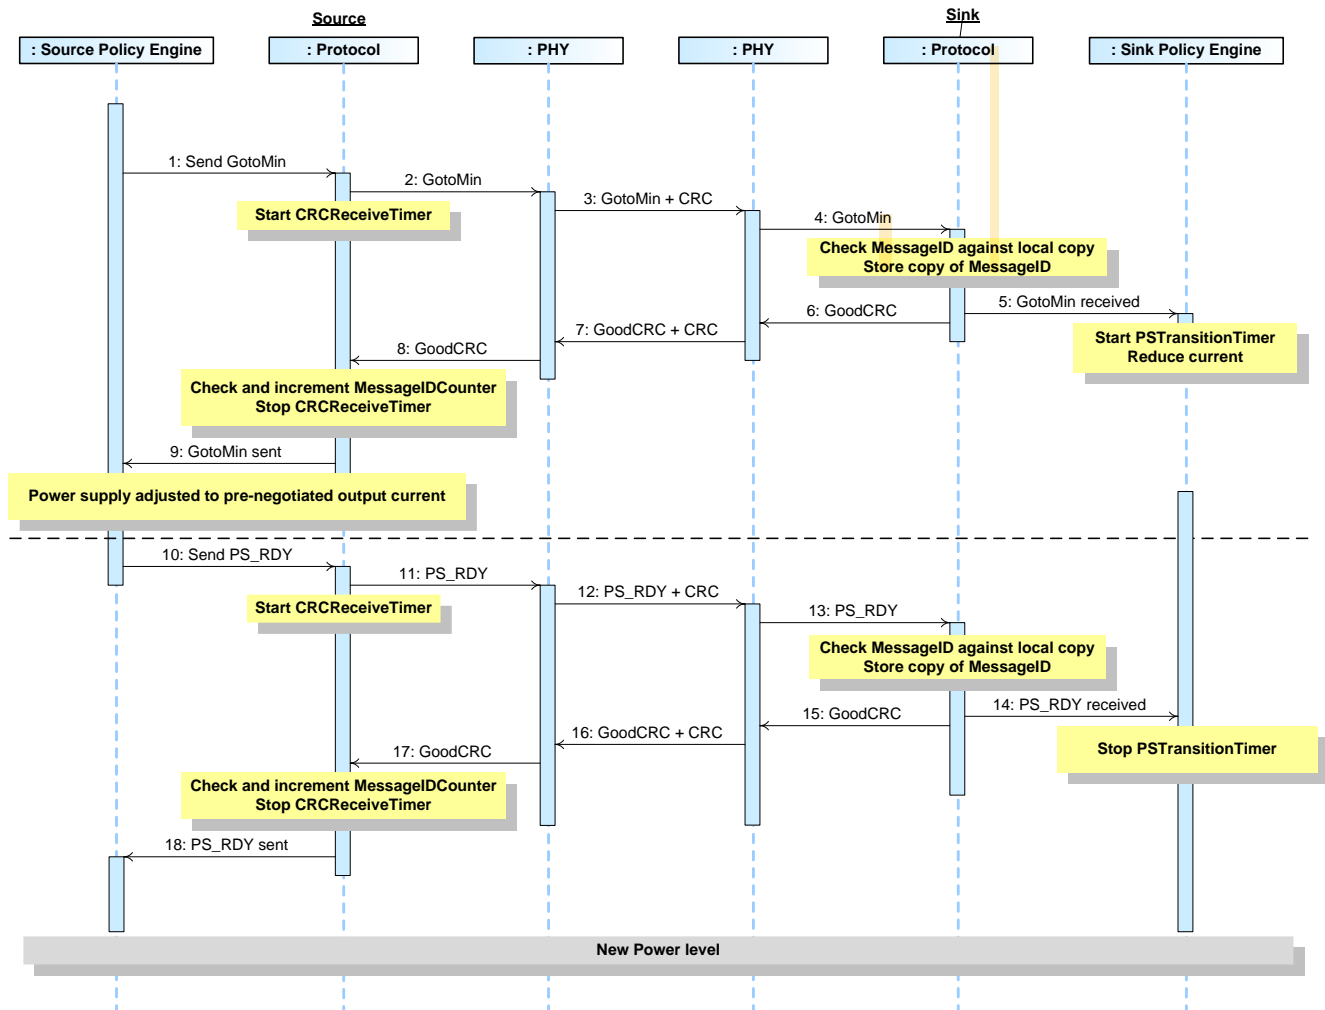 Source
Sink
: Source Policy Engine
: Protocol
: PHY
: PHY
: Protocol
: Sink Policy Engine
1: Send GotoMin
2: GotoMin
Start CRCReceiveTimer
3: GotoMin + CRC
4: GotoMin
Check MessageID against local copy
Store copy of MessageID
5: GotoMin received
6: GoodCRC
7: GoodCRC + CRC
8: GoodCRC
Start PSTransitionTimer
Reduce current
Check and increment MessageIDCounter
Stop CRCReceiveTimer
9: GotoMin sent
Power supply adjusted to pre-negotiated output current
10: Send PS_RDY
11: PS_RDY
Start CRCReceiveTimer
12: PS_RDY + CRC
13: PS_RDY
Check MessageID against local copy
Store copy of MessageID
14: PS_RDY received
15: GoodCRC
16: GoodCRC + CRC
17: GoodCRC
Stop PSTransitionTimer
Check and increment MessageIDCounter
Stop CRCReceiveTimer
18: PS_RDY sent
New Power level